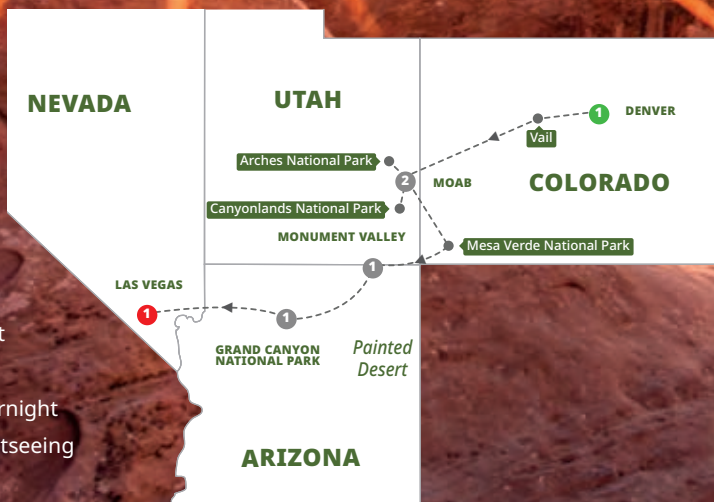 NEVADA
UTAH
1
DENVER
Vail
Arches National Park
2
MOAB
COLORADO
Canyonlands National Park
MONUMENT VALLEY
Mesa Verde National Park
1
LAS VEGAS
1
1
GRAND CANYON
NATIONAL PARK
Painted
Desert
ARIZONA
tseeing